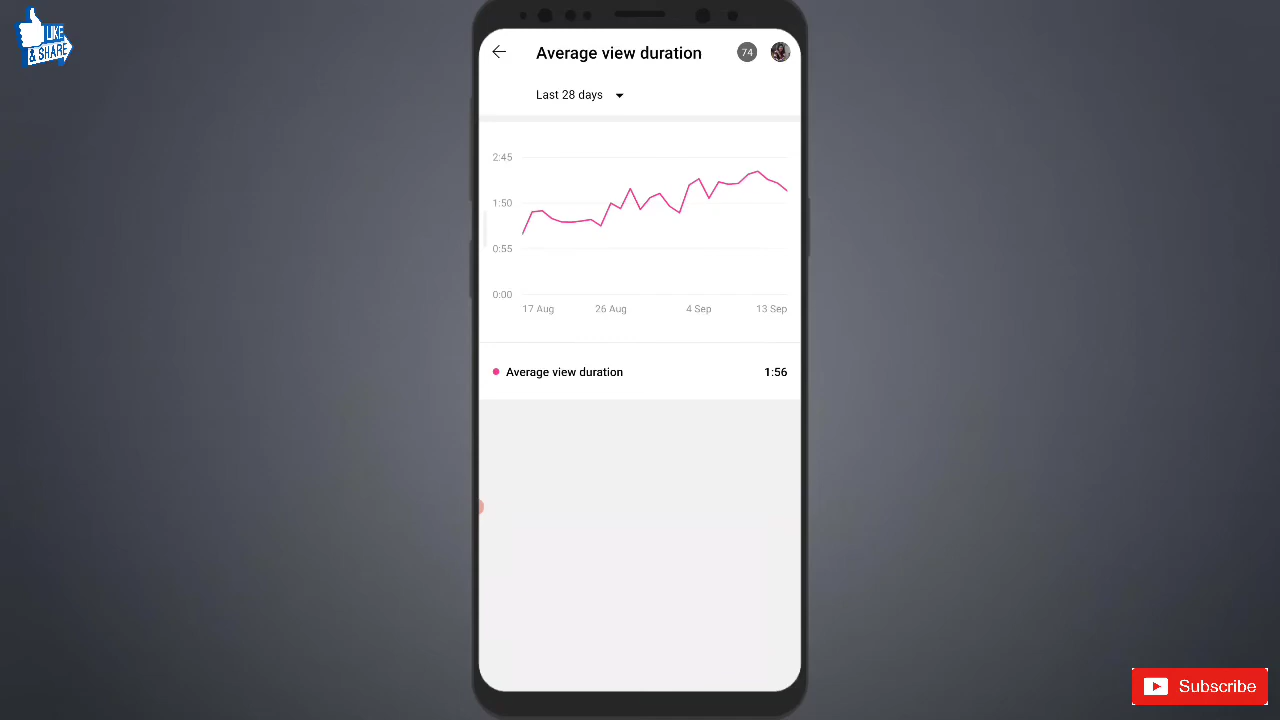 LIKE
& SHARE
Average view duration
74
Last 28 days
2:45
1:50
0:55
0:00
17 Aug
26 Aug
4 Sep
13 Sep
Average view duration
1:56
Subscribe